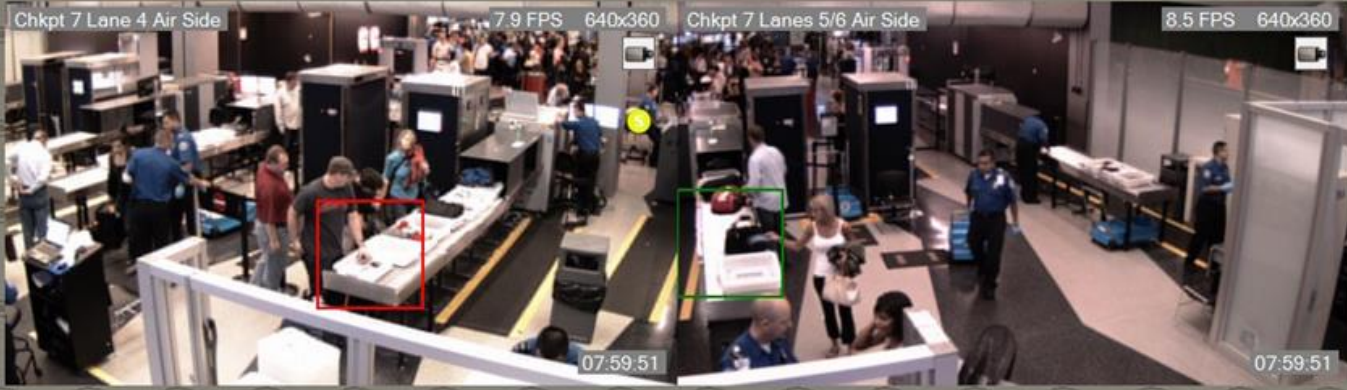 Chkpt 7 Lane 4 Air Side
7.9 FPS 640x360
S
07:59:51
Chkpt 7 Lanes 5/6 Air Side
8.5 FPS 640x360
07:59:51